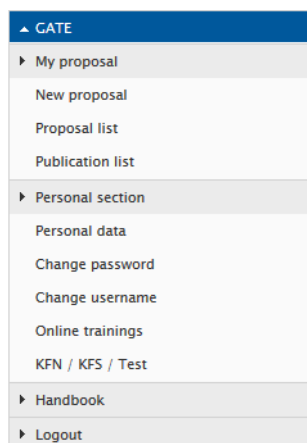 GATE
My proposal
New proposal
Proposal list
Publication list
Personal section
Personal data
Change password
Change username
Online trainings
KFN / KFS / Test
Handbook
Logout